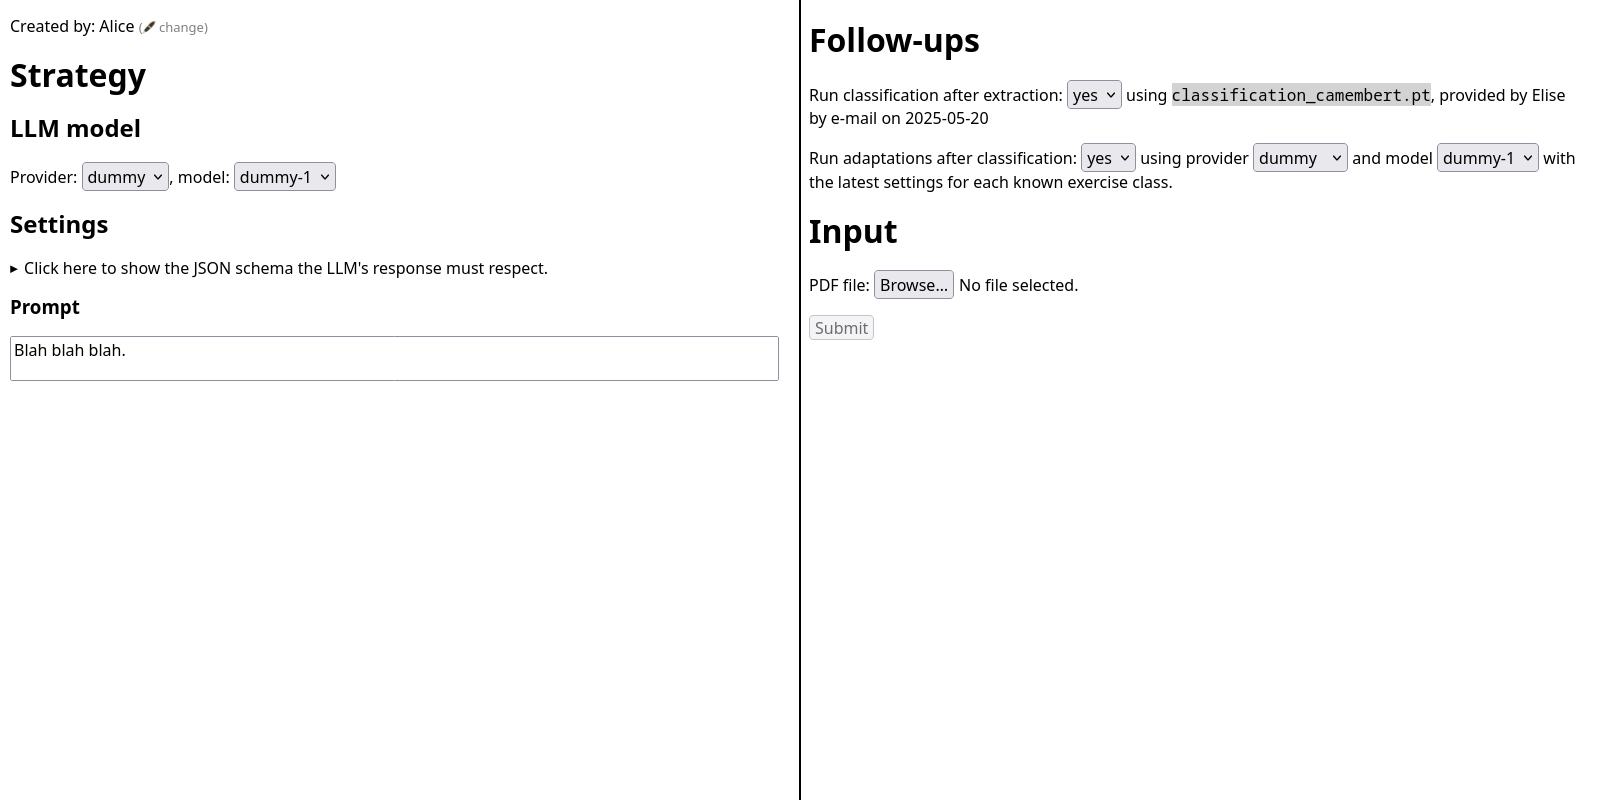 Created by: Alice (🖋 change)
Strategy
LLM model
Provider: dummy, model: dummy-1
Settings
▸ Click here to show the JSON schema the LLM's response must respect.
Prompt
Blah blah blah.
Follow-ups
Run classification after extraction: yes using classification_camembert.pt, provided by Elise
by e-mail on 2025-05-20
Run adaptations after classification: yes using provider dummy and model dummy-1 with
the latest settings for each known exercise class.
Input
PDF file: Browse... No file selected.
Submit